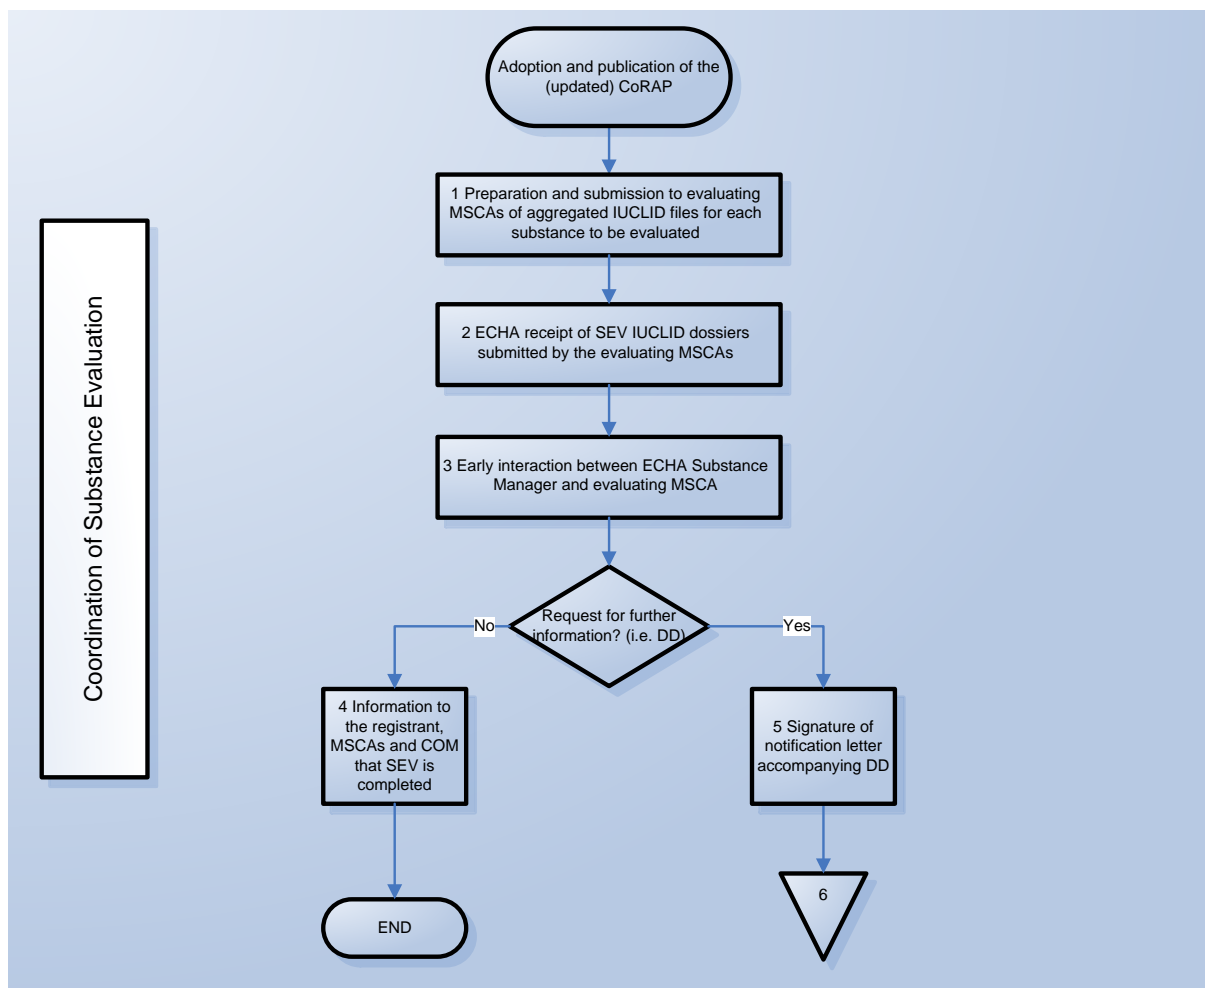 Adoption and publication of the
(updated) CoRAP
1 Preparation and submission to evaluating
MSCAs of aggregated IUCLID files for each
substance to be evaluated
Coordination of Substance Evaluation
2 ECHA receipt of SEV IUCLID dossiers
submitted by the evaluating MSCAs
3 Early interaction between ECHA Substance
Manager and evaluating MSCA
Request for further
information? (i.e. DD)
No
Yes
4 Information to
the registrant,
MSCAs and COM
that SEV is
completed
5 Signature of
notification letter
accompanying DD
END
6